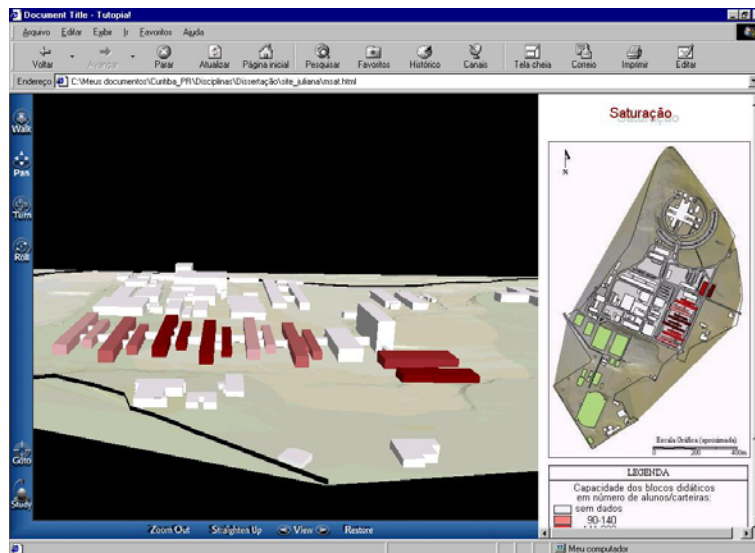 Document Title - Tutopia!
Arquivo Editar Exibir Ir Favoritos Ajuda
Voltar Avançar Parar Atualizar Página inicial Pesquisar Favoritos Histórico Canais Tela cheia Correio Imprimir Editar
Endereço C:\Meus documentos\Curitiba_PR\Disciplinas\Dissertação\site_juliana\msat.html
Walk
Pan
Turn
Roll
Goto
Study
Zoom Out Straighten Up View Restore
Saturação
N
Escala Gráfica (aproximada)
0 200 400m
LEGENDA
Capacidade dos blocos didáticos
em número de alunos/carteiras:
sem dados
90-140
Meu computador